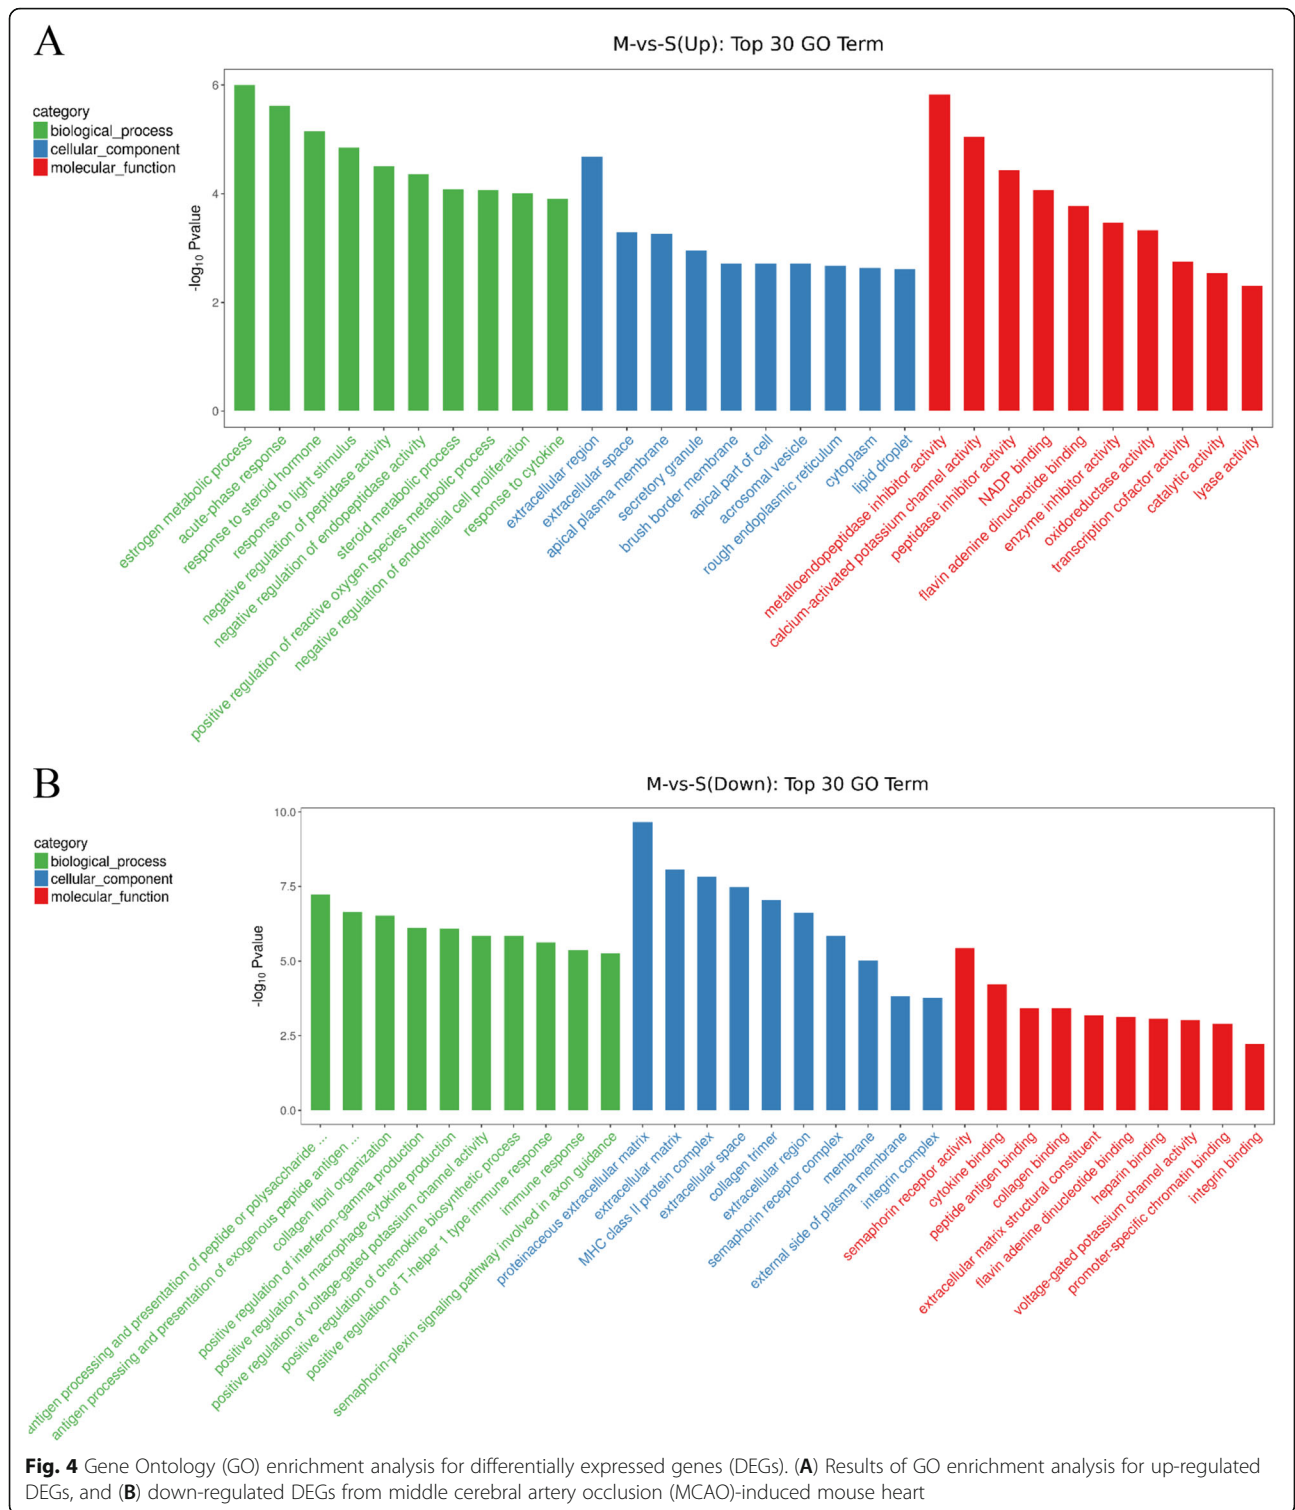 A
M-vs-S(Up): Top 30 GO Term
category
biological_process
cellular_component
molecular_function
-log10 Pvalue
6
4
2
0
estrogen metabolic process
acute-phase response
response to steroid hormone
response to light stimulus
negative regulation of peptidase activity
negative regulation of endopeptidase activity
steroid metabolic process
positive regulation of reactive oxygen species metabolic process
negative regulation of endothelial cell proliferation
response to cytokine
extracellular region
extracellular space
apical plasma membrane
secretory granule
brush border membrane
apical part of cell
acrosomal vesicle
rough endoplasmic reticulum
cytoplasm
lipid droplet
metalloendopeptidase inhibitor activity
calcium-activated potassium channel activity
peptidase inhibitor activity
NADP binding
flavin adenine dinucleotide binding
enzyme inhibitor activity
oxidoreductase activity
transcription cofactor activity
catalytic activity
lyase activity
B
M-vs-S(Down): Top 30 GO Term
category
biological_process
cellular_component
molecular_function
-log10 Pvalue
10.0
7.5
5.0
2.5
0.0
antigen processing and presentation of peptide or polysaccharide ...
antigen processing and presentation of exogenous peptide antigen ...
collagen fibril organization
positive regulation of interferon-gamma production
positive regulation of macrophage cytokine production
positive regulation of voltage-gated potassium channel activity
positive regulation of chemokine biosynthetic process
positive regulation of T-helper 1 type immune response
immune response
semaphorin-plexin signaling pathway involved in axon guidance
proteinaceous extracellular matrix
extracellular matrix
MHC class II protein complex
extracellular space
collagen trimer
extracellular region
semaphorin receptor complex
membrane
external side of plasma membrane
integrin complex
semaphorin receptor activity
cytokine binding
peptide antigen binding
collagen binding
extracellular matrix structural constituent
flavin adenine dinucleotide binding
heparin binding
voltage-gated potassium channel activity
promoter-specific chromatin binding
integrin binding
Fig. 4 Gene Ontology (GO) enrichment analysis for differentially expressed genes (DEGs). (A) Results of GO enrichment analysis for up-regulated
DEGs, and (B) down-regulated DEGs from middle cerebral artery occlusion (MCAO)-induced mouse heart